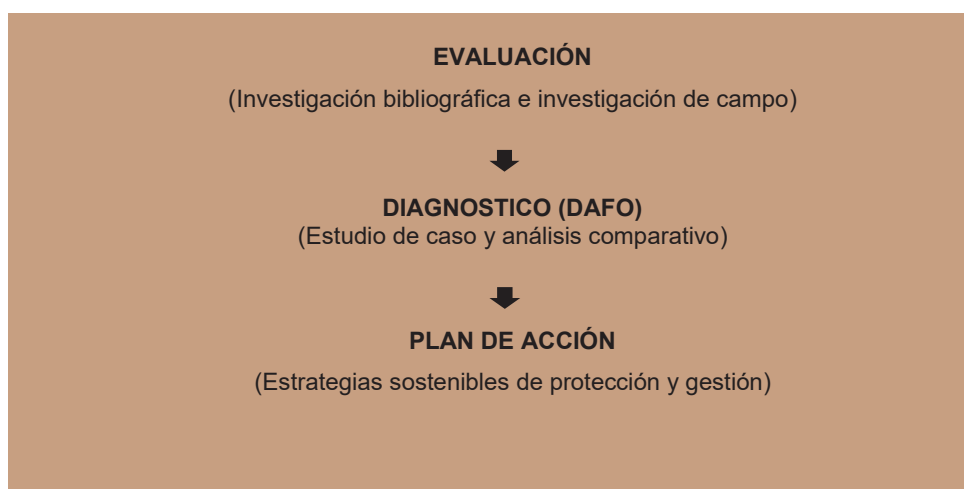 EVALUACIÓN
(Investigación bibliográfica e investigación de campo)
DIAGNOSTICO (DAFO)
(Estudio de caso y análisis comparativo)
PLAN DE ACCIÓN
(Estrategias sostenibles de protección y gestión)